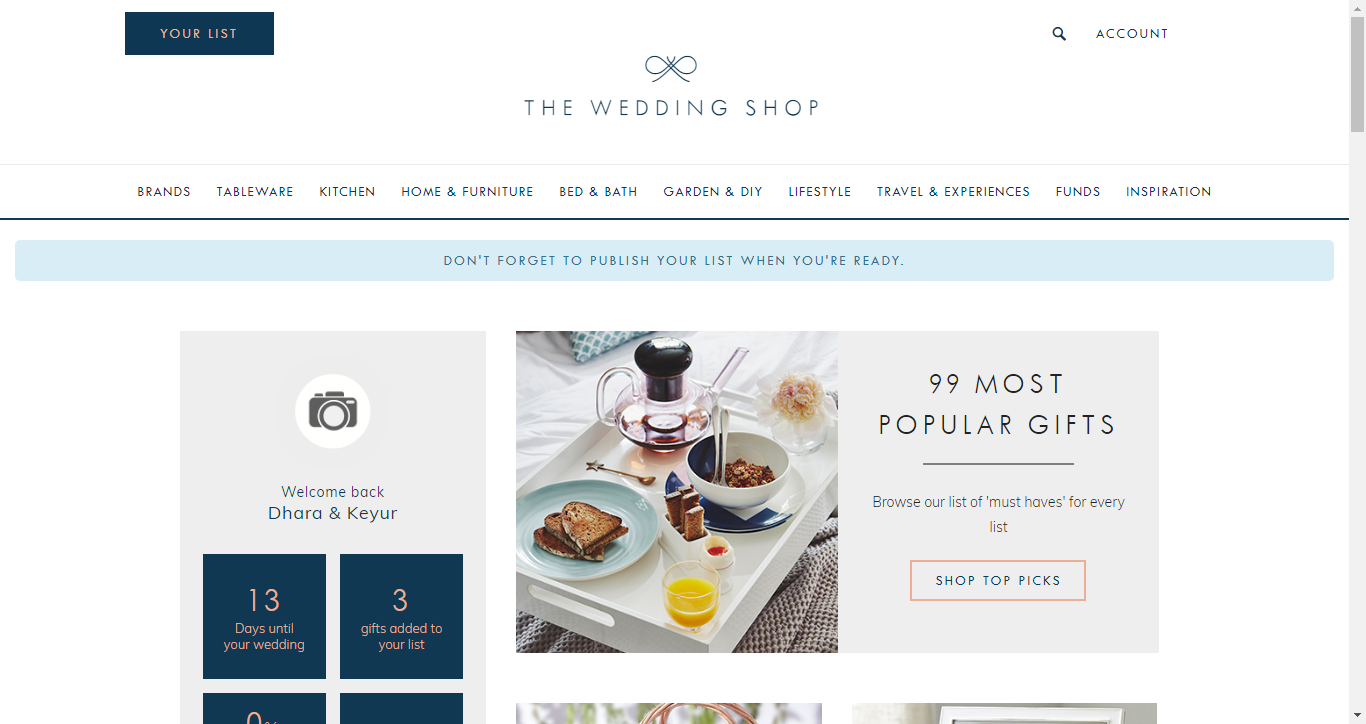 YOUR LIST
ACCOUNT
THE WEDDING SHOP
BRANDS TABLEWARE KITCHEN HOME & FURNITURE BED & BATH GARDEN & DIY LIFESTYLE TRAVEL & EXPERIENCES FUNDS INSPIRATION
DON'T FORGET TO PUBLISH YOUR LIST WHEN YOU'RE READY.
Welcome back
Dhara & Keyur
13
Days until
your wedding
3
gifts added to
your list
0%
99 MOST
POPULAR GIFTS
Browse our list of 'must haves' for every
list
SHOP TOP PICKS